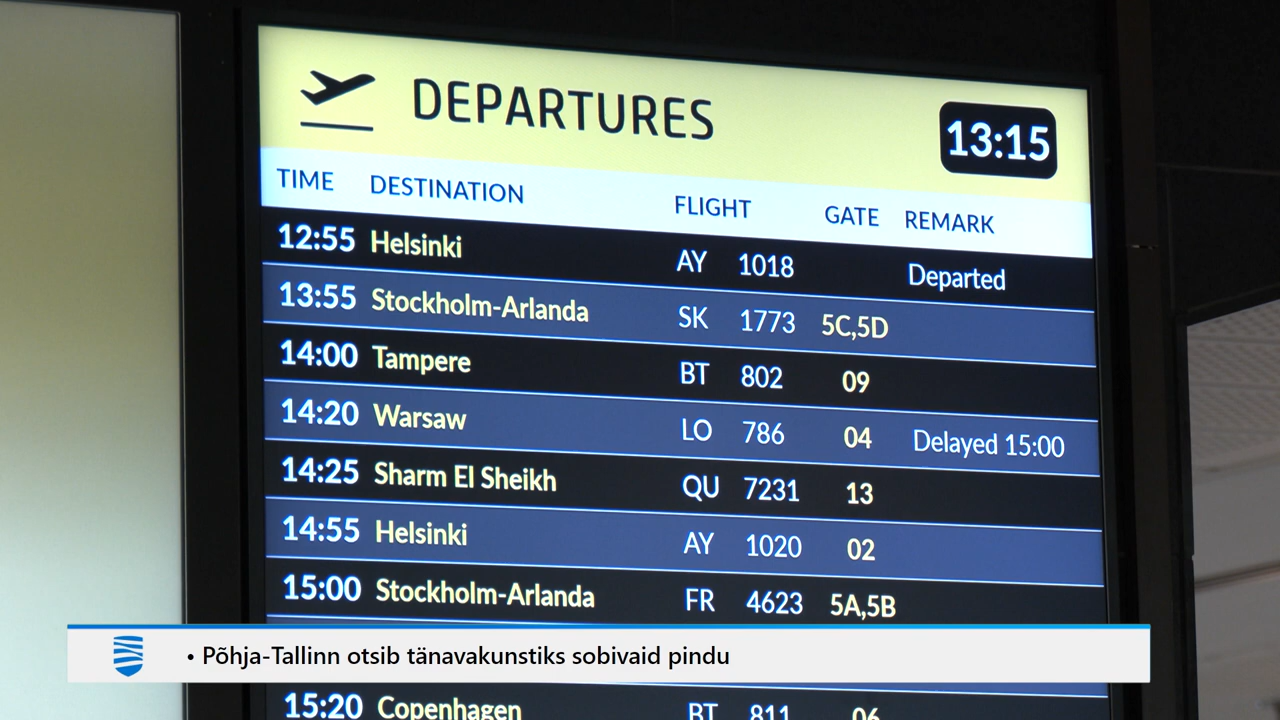 DEPARTURES 13:15
TIME DESTINATION FLIGHT GATE REMARK
12:55 Helsinki AY 1018 Departed
13:55 Stockholm-Arlanda SK 1773 5C,5D
14:00 Tampere BT 802 09
14:20 Warsaw LO 786 04 Delayed 15:00
14:25 Sharm El Sheikh QU 7231 13
14:55 Helsinki AY 1020 02
15:00 Stockholm-Arlanda FR 4623 5A,5B
• Põhja-Tallinn otsib tänavakunstiks sobivaid pindu
15:20 Copenhagen BT 811 06